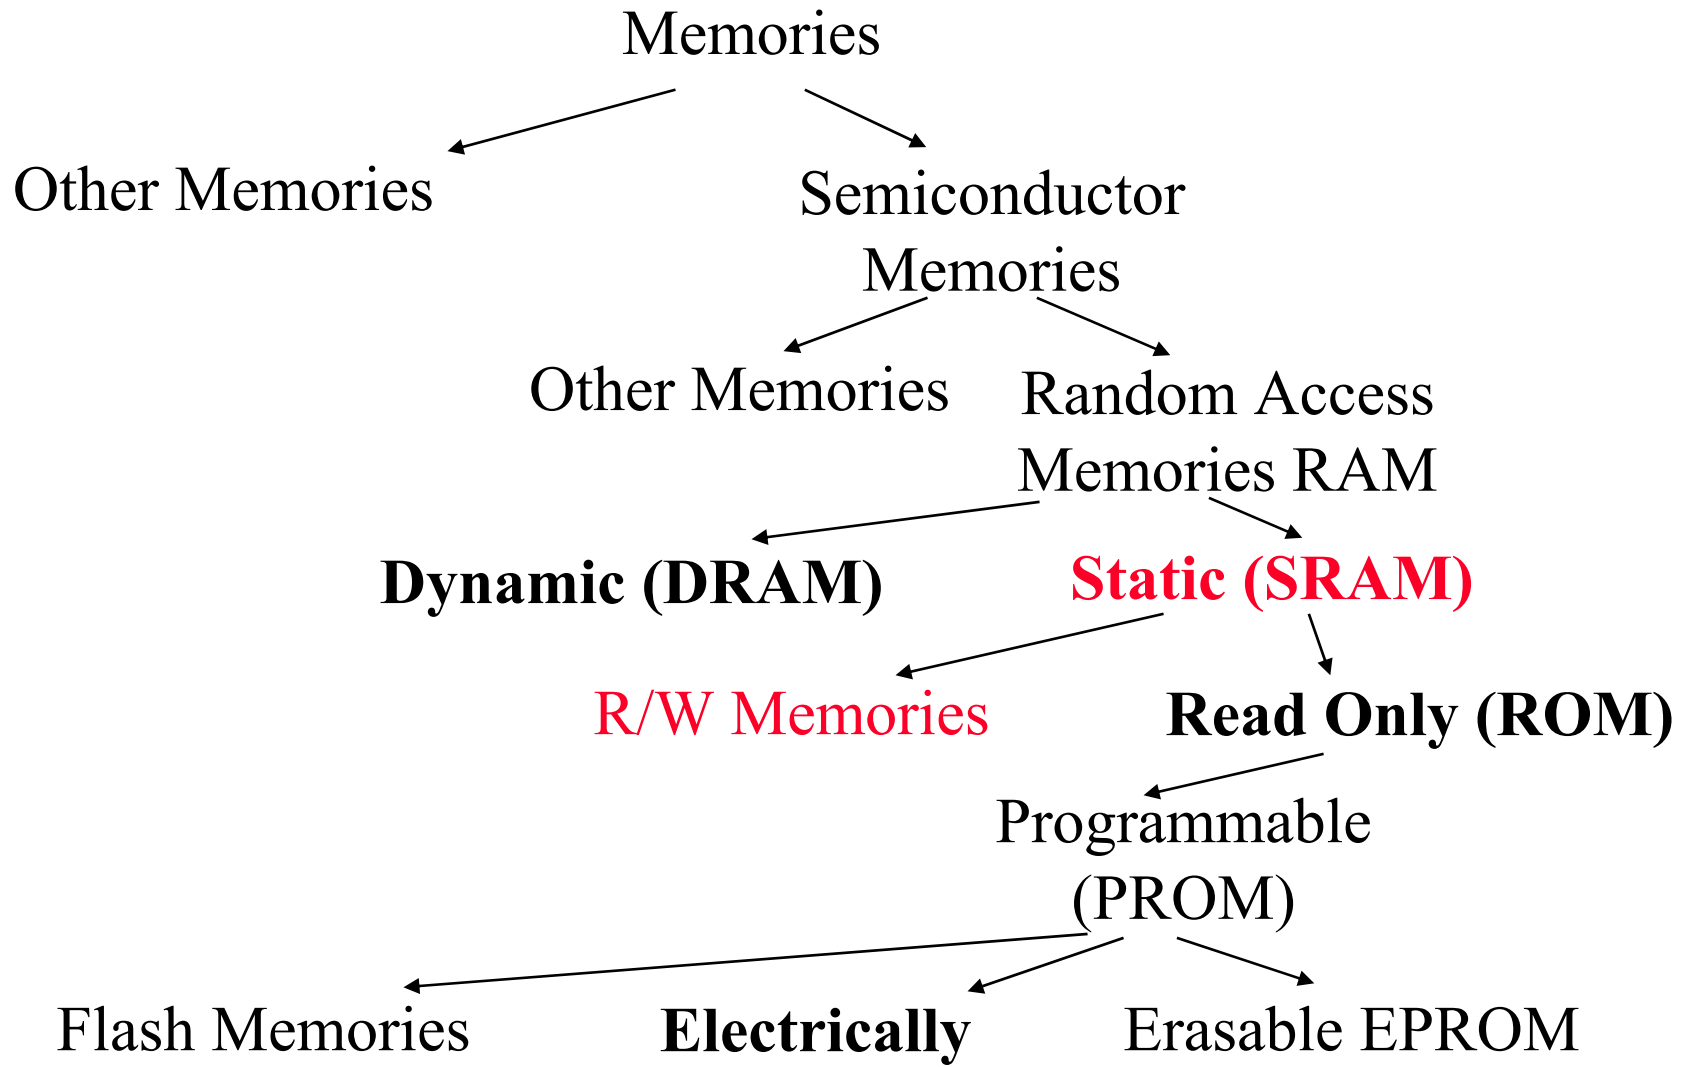 Memories
Other Memories
Semiconductor
Memories
Other Memories
Random Access
Memories RAM
Dynamic (DRAM)
Static (SRAM)
R/W Memories
Read Only (ROM)
Programmable
(PROM)
Flash Memories
Electrically
Erasable EPROM